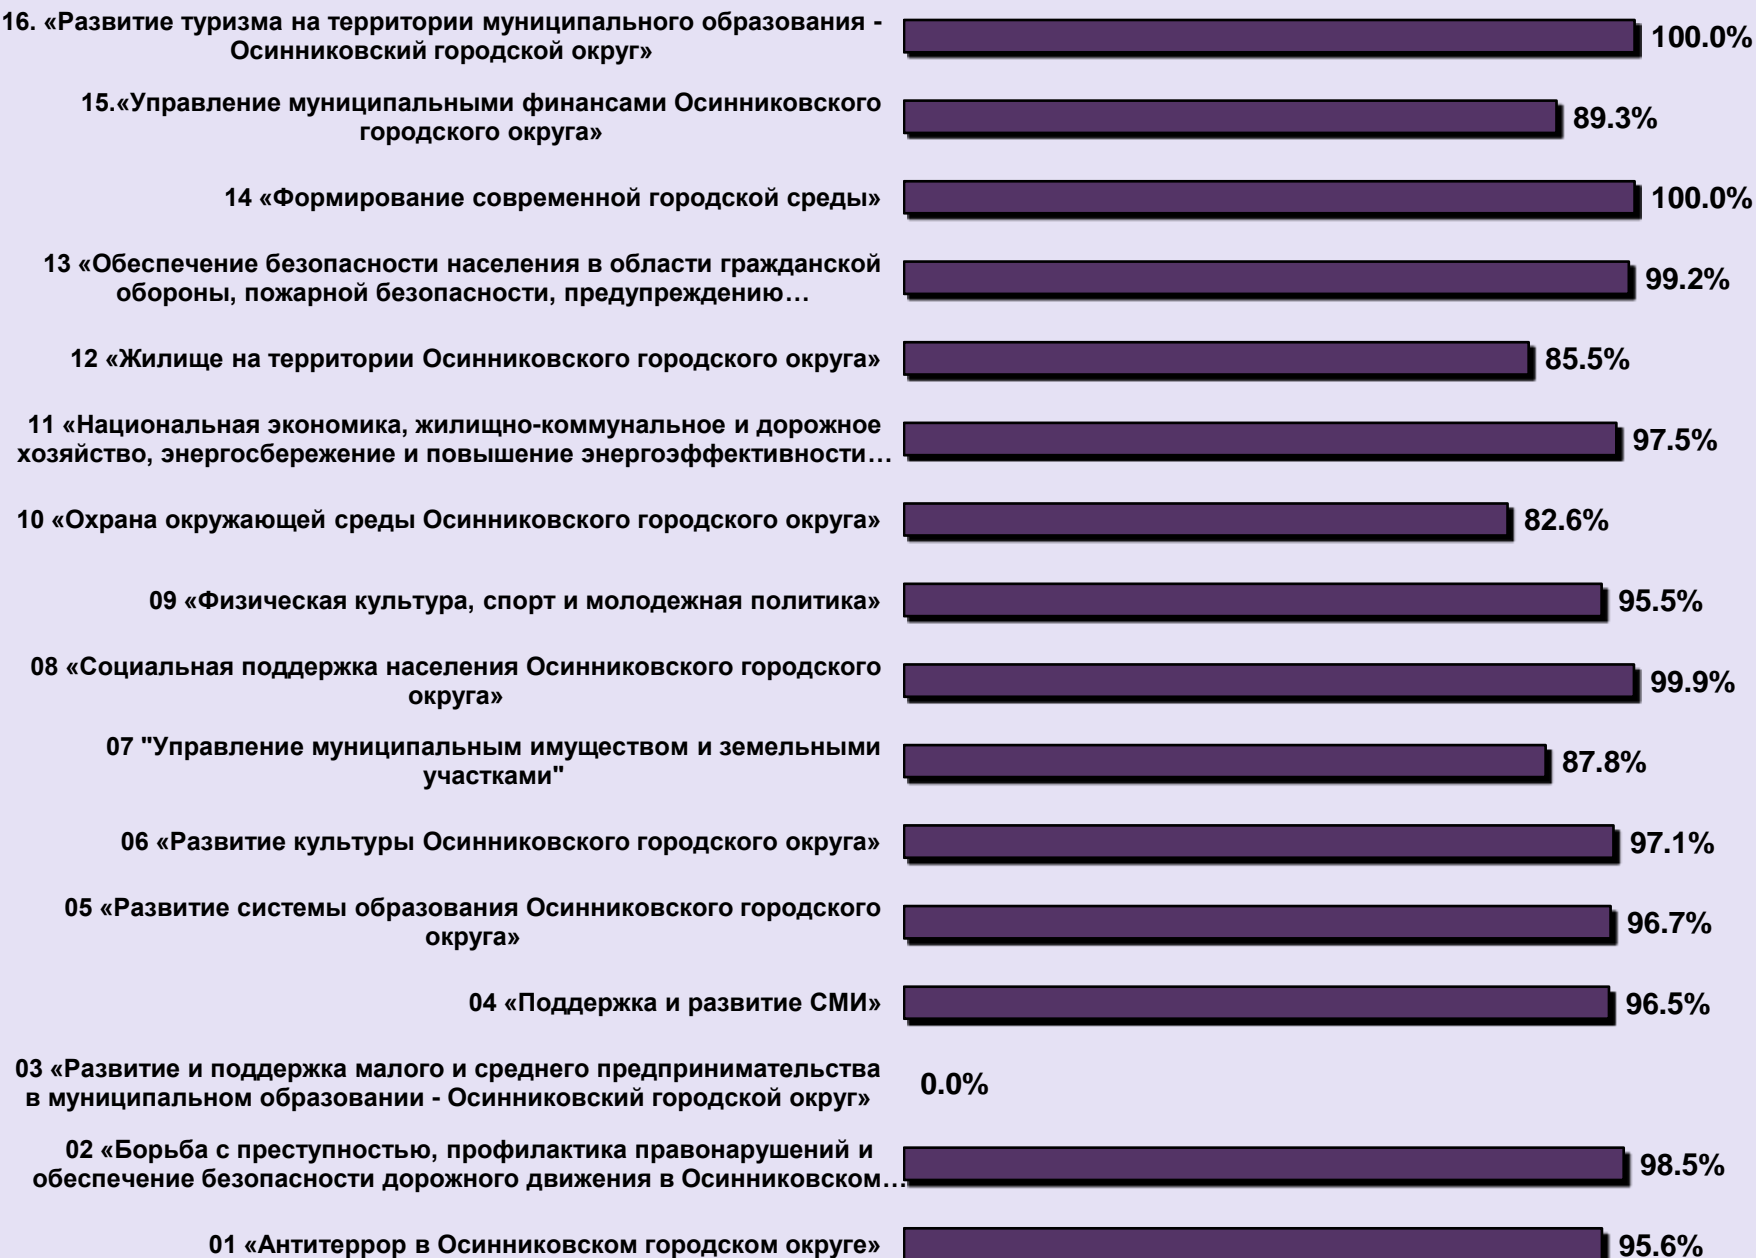 16. «Развитие туризма на территории муниципального образования -
Осинниковский городской округ»
100.0%
15.«Управление муниципальными финансами Осинниковского
городского округа»
89.3%
14 «Формирование современной городской среды»
100.0%
13 «Обеспечение безопасности населения в области гражданской
обороны, пожарной безопасности, предупреждению…
99.2%
12 «Жилище на территории Осинниковского городского округа»
85.5%
11 «Национальная экономика, жилищно-коммунальное и дорожное
хозяйство, энергосбережение и повышение энергоэффективности…
97.5%
10 «Охрана окружающей среды Осинниковского городского округа»
82.6%
09 «Физическая культура, спорт и молодежная политика»
95.5%
08 «Социальная поддержка населения Осинниковского городского
округа»
99.9%
07 "Управление муниципальным имуществом и земельными
участками"
87.8%
06 «Развитие культуры Осинниковского городского округа»
97.1%
05 «Развитие системы образования Осинниковского городского
округа»
96.7%
04 «Поддержка и развитие СМИ»
96.5%
03 «Развитие и поддержка малого и среднего предпринимательства
в муниципальном образовании - Осинниковский городской округ»
0.0%
02 «Борьба с преступностью, профилактика правонарушений и
обеспечение безопасности дорожного движения в Осинниковском…
98.5%
01 «Антитеррор в Осинниковском городском округе»
95.6%